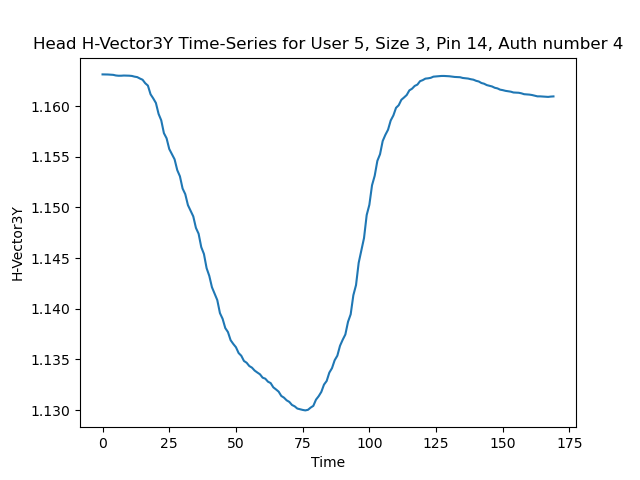 Head H-Vector3Y Time-Series for User 5, Size 3, Pin 14, Auth number 4
H-Vector3Y
1.160
1.155
1.150
1.145
1.140
1.135
1.130
0 25 50 75 100 125 150 175
Time